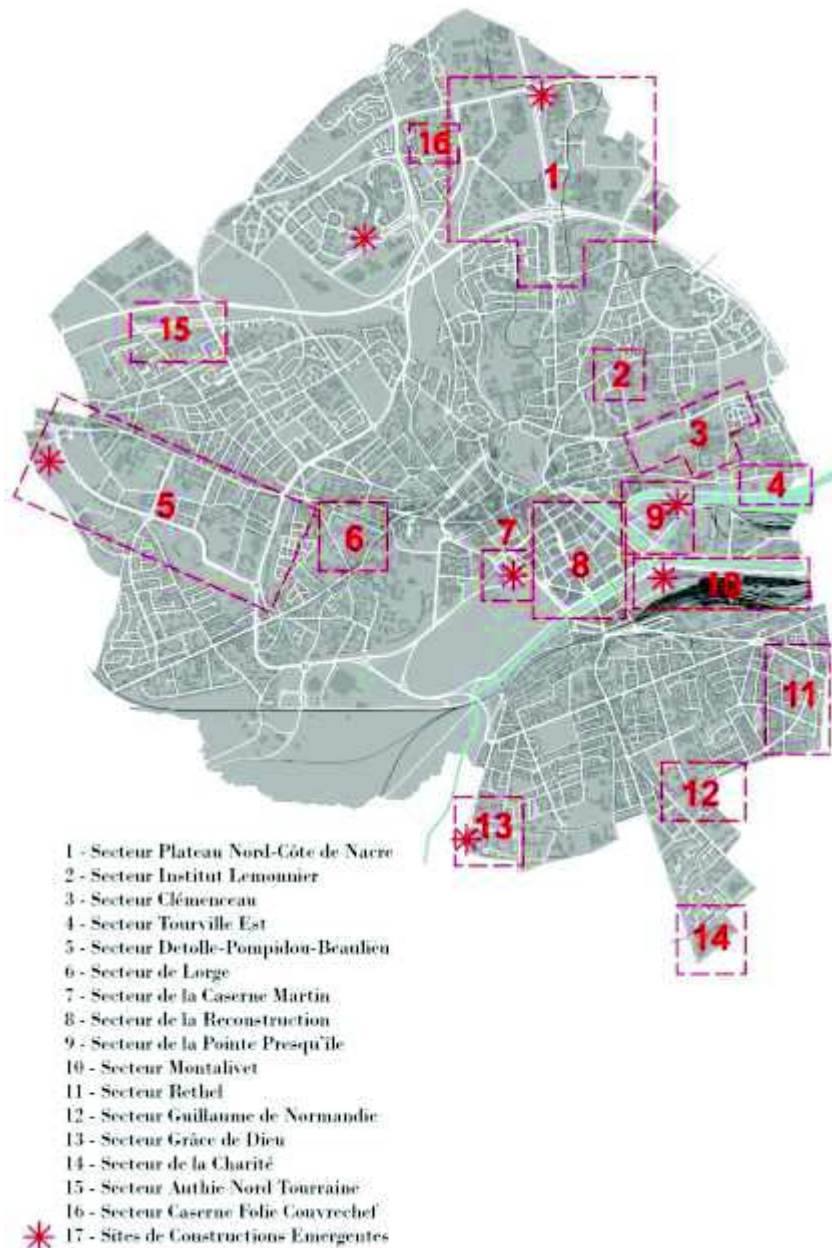 16
1
15
2
3
4
5
6
7
8
9
10
11
12
13
14
1 - Secteur Plateau Nord-Côte de Nacre
2 - Secteur Institut Lemonnier
3 - Secteur Clémenceau
4 - Secteur Tourville Est
5 - Secteur Detolle-Pompidou-Beaulieu
6 - Secteur de Lorge
7 - Secteur de la Caserne Martin
8 - Secteur de la Reconstruction
9 - Secteur de la Pointe Presqu'île
10 - Secteur Montalivet
11 - Secteur Rethel
12 - Secteur Guillaume de Normandie
13 - Secteur Grâce de Dieu
14 - Secteur de la Charité
15 - Secteur Authie Nord Tourraine
16 - Secteur Caserne Folie Couvrechef
17 - Sites de Constructions Emergentes